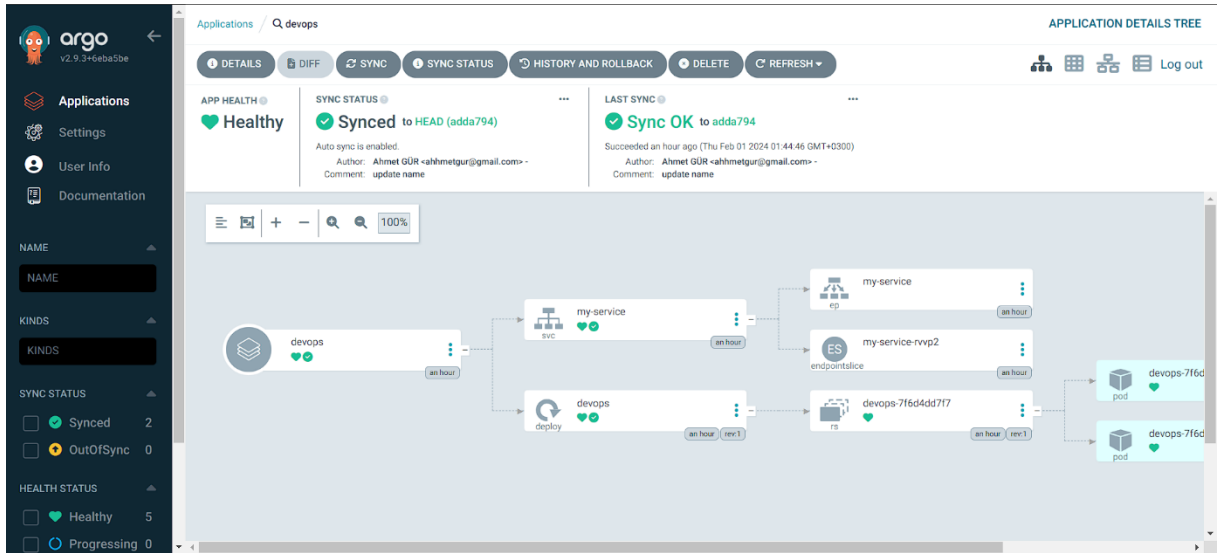 argo
v2.9.3+6eba5be
Applications
Settings
User Info
Documentation
NAME
NAME
KINDS
KINDS
SYNC STATUS
Synced 2
OutOfSync 0
HEALTH STATUS
Healthy 5
Progressing 0
Applications / devops
APPLICATION DETAILS TREE
DETAILS DIFF SYNC SYNC STATUS HISTORY AND ROLLBACK DELETE REFRESH
Log out
APP HEALTH
Healthy
SYNC STATUS
Synced to HEAD (adda794)
Auto sync is enabled.
Author: Ahmet GÜR <ahhmetgur@gmail.com> -
Comment: update name
LAST SYNC
Sync OK to adda794
Succeeded an hour ago (Thu Feb 01 2024 01:44:46 GMT+0300)
Author: Ahmet GÜR <ahhmetgur@gmail.com> -
Comment: update name
100%
devops
an hour
my-service
svc
an hour
devops
deploy
an hour rev:1
my-service
ep
an hour
ES
my-service-rvvp2
endpointslice
an hour
devops-7f6d4dd7f7
rs
an hour rev:1
devops-7f6d
pod
devops-7f6d
pod